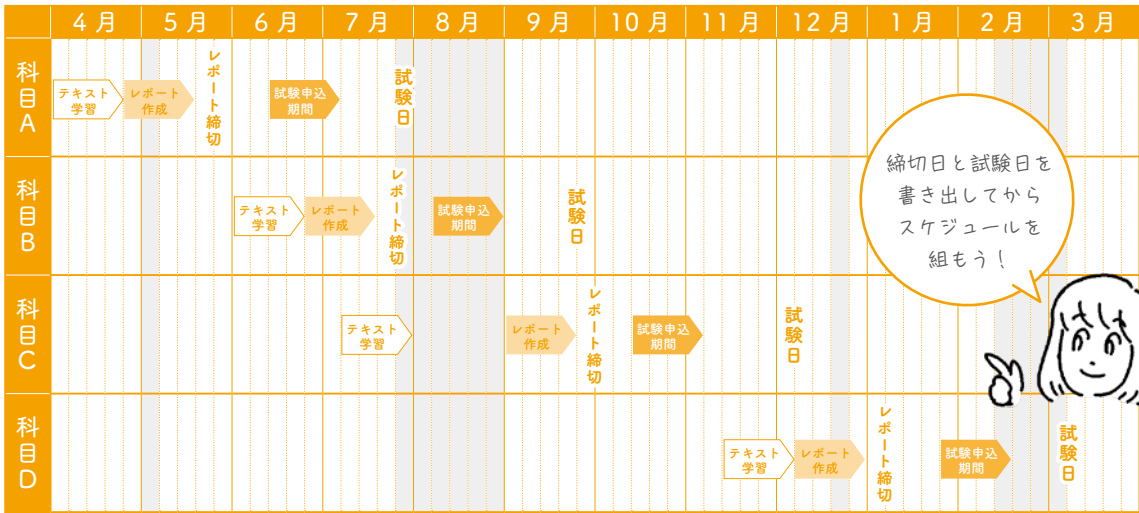 4月 5月 6月 7月 8月 9月 10月 11月 12月 1月 2月 3月
科目A
テキスト
学習
レポート
作成
レポート締切
試験申込
期間
試験日
科目B
テキスト
学習
レポート
作成
レポート締切
試験申込
期間
試験日
科目C
テキスト
学習
レポート
作成
レポート締切
試験申込
期間
試験日
科目D
テキスト
学習
レポート
作成
レポート締切
試験申込
期間
試験日
締切日と試験日を
書き出してから
スケジュールを
組もう！